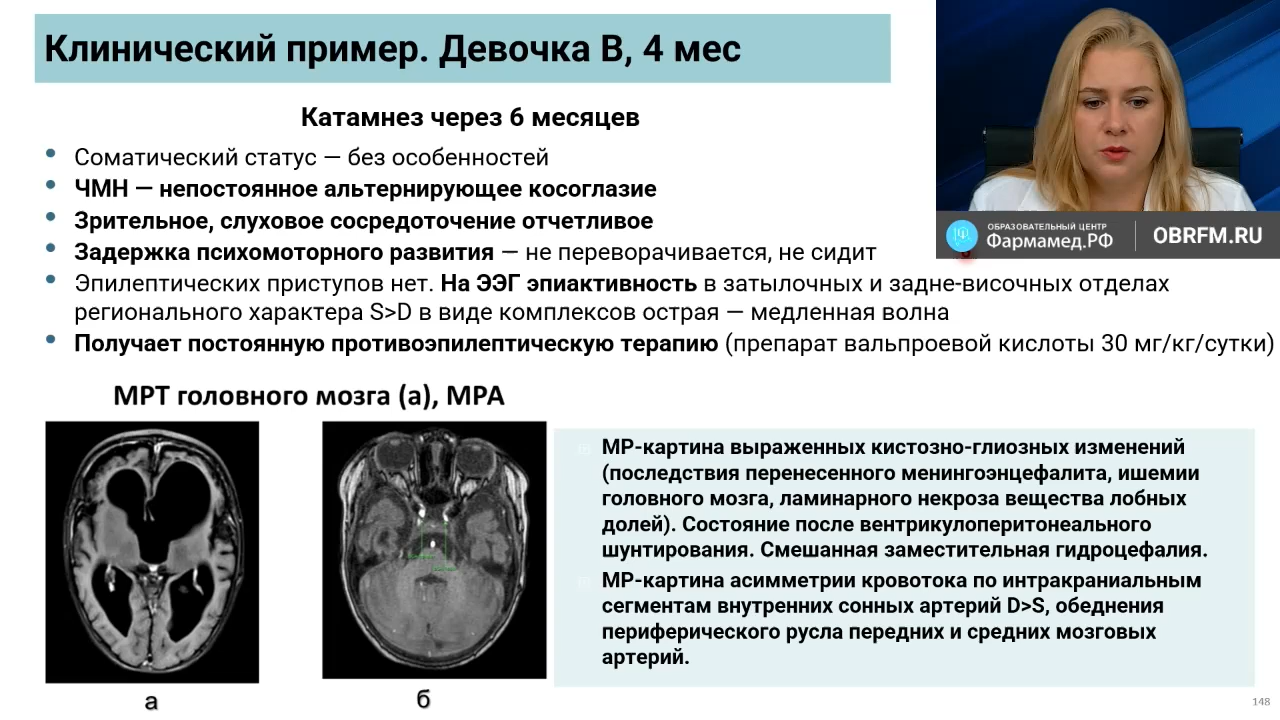 Клинический пример. Девочка В, 4 мес
ОБРАЗОВАТЕЛЬНЫЙ ЦЕНТР
Фармамед.РФ
OBRFM.RU
Катамнез через 6 месяцев
• Соматический статус — без особенностей
• ЧМН — непостоянное альтернирующее косоглазие
• Зрительное, слуховое сосредоточение отчетливое
• Задержка психомоторного развития — не переворачивается, не сидит
• Эпилептических приступов нет. На ЭЭГ эпиактивность в затылочных и задне-височных отделах
регионального характера S>D в виде комплексов острая — медленная волна
• Получает постоянную противоэпилептическую терапию (препарат вальпроевой кислоты 30 мг/кг/сутки)
МРТ головного мозга (а), МРА
МР-картина выраженных кистозно-глиозных изменений
(последствия перенесенного менингоэнцефалита, ишемии
головного мозга, ламинарного некроза вещества лобных
долей). Состояние после вентрикулоперитонеального
шунтирования. Смешанная заместительная гидроцефалия.
МР-картина асимметрии кровотока по интракраниальным
сегментам внутренних сонных артерий D>S, обеднения
периферического русла передних и средних мозговых
артерий.
а
б
148